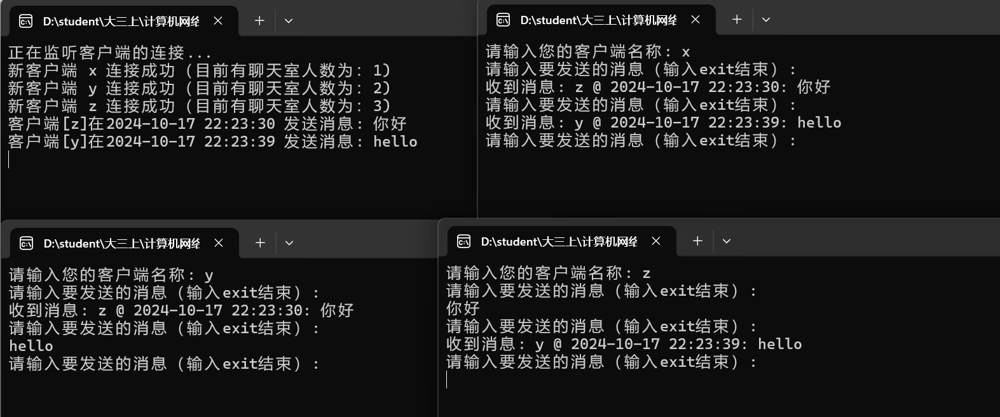 D:\student\大三上\计算机网络
正在监听客户端的连接...
新客户端 x 连接成功（目前有聊天室人数为：1）
新客户端 y 连接成功（目前有聊天室人数为：2）
新客户端 z 连接成功（目前有聊天室人数为：3）
客户端[z]在2024-10-17 22:23:30 发送消息: 你好
客户端[y]在2024-10-17 22:23:39 发送消息: hello
D:\student\大三上\计算机网络
请输入您的客户端名称: x
请输入要发送的消息（输入exit结束）:
收到消息: z @ 2024-10-17 22:23:30: 你好
请输入要发送的消息（输入exit结束）:
收到消息: y @ 2024-10-17 22:23:39: hello
请输入要发送的消息（输入exit结束）:
D:\student\大三上\计算机网络
请输入您的客户端名称: y
请输入要发送的消息（输入exit结束）:
收到消息: z @ 2024-10-17 22:23:30: 你好
请输入要发送的消息（输入exit结束）:
hello
请输入要发送的消息（输入exit结束）:
D:\student\大三上\计算机网络
请输入您的客户端名称: z
请输入要发送的消息（输入exit结束）:
你好
请输入要发送的消息（输入exit结束）:
收到消息: y @ 2024-10-17 22:23:39: hello
请输入要发送的消息（输入exit结束）: